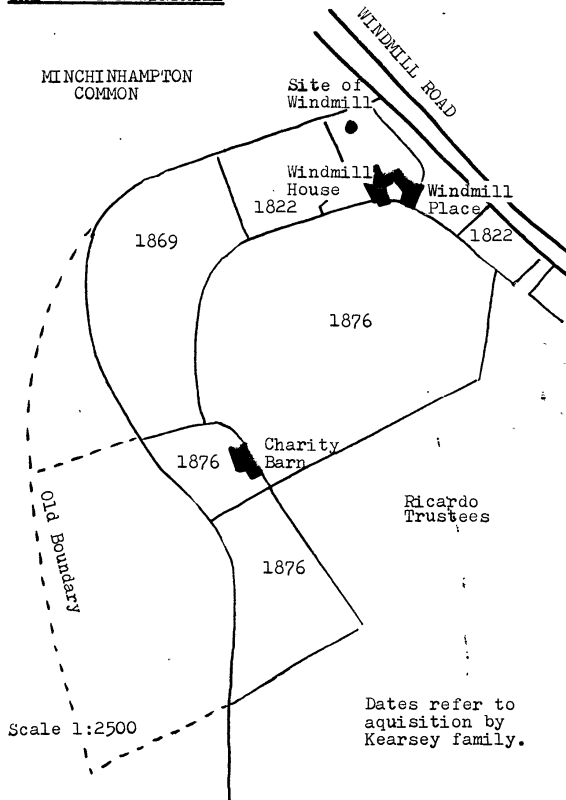 WINDMILL ROAD
MINCHINHAMPTON
COMMON
Site of
Windmill
Windmill
House
Windmill
Place
1822
1822
1869
1876
Charity
Barn
1876
Old Boundary
Ricardo
Trustees
1876
Dates refer to
aquisition by
Kearsey family.
Scale 1:2500